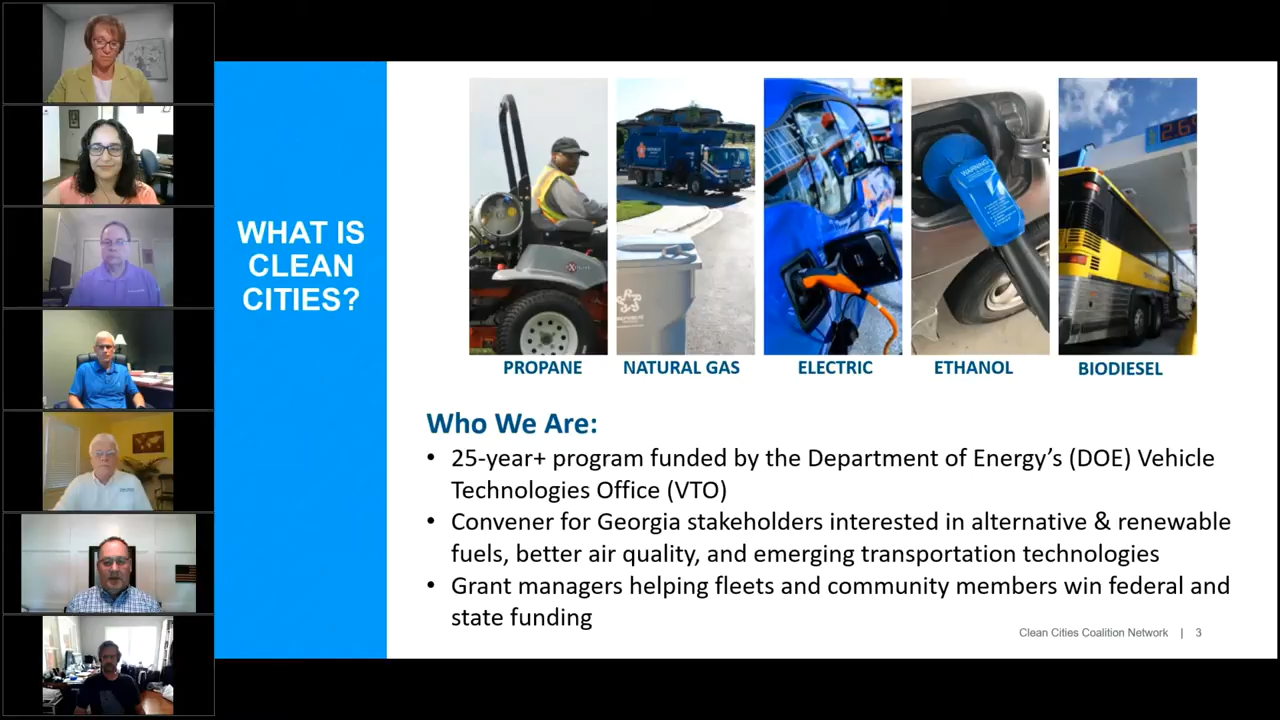 WHAT IS
CLEAN
CITIES?
WARNING
PROPANE
NATURAL GAS
ELECTRIC
ETHANOL
BIODIESEL
Who We Are:
• 25-year+ program funded by the Department of Energy’s (DOE) Vehicle
Technologies Office (VTO)
• Convener for Georgia stakeholders interested in alternative & renewable
fuels, better air quality, and emerging transportation technologies
• Grant managers helping fleets and community members win federal and
state funding
Clean Cities Coalition Network | 3